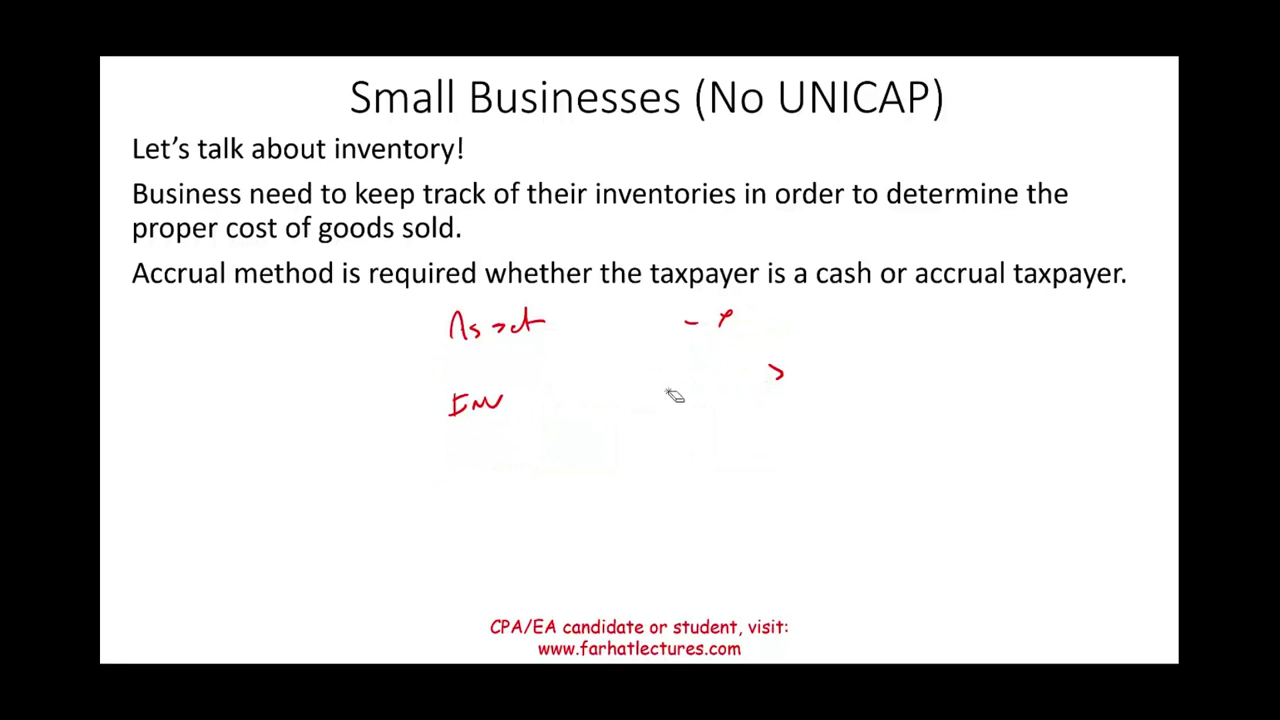 Small Businesses (No UNICAP)
Let's talk about inventory!
Business need to keep track of their inventories in order to determine the
proper cost of goods sold.
Accrual method is required whether the taxpayer is a cash or accrual taxpayer.
Asset
Inv
CPA/EA candidate or student, visit:
www.farhatlectures.com